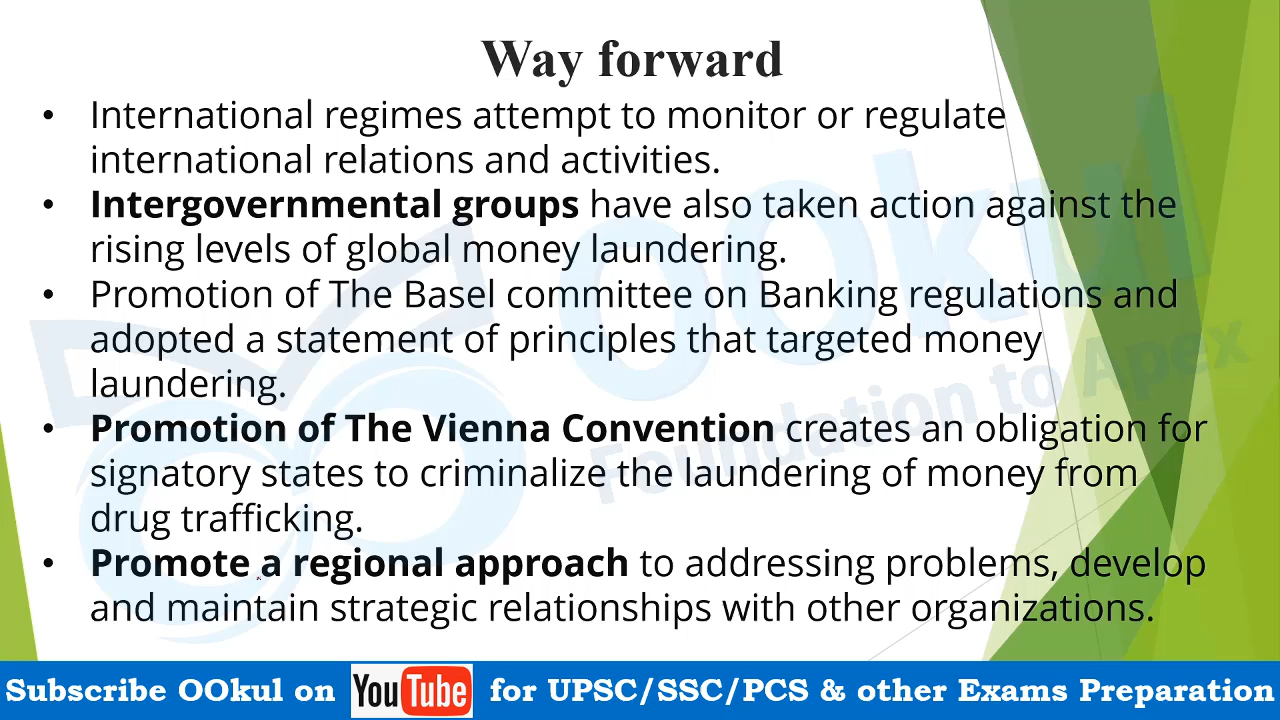 Way forward
• International regimes attempt to monitor or regulate
international relations and activities.
• Intergovernmental groups have also taken action against the
rising levels of global money laundering.
• Promotion of The Basel committee on Banking regulations and
adopted a statement of principles that targeted money
laundering.
• Promotion of The Vienna Convention creates an obligation for
signatory states to criminalize the laundering of money from
drug trafficking.
• Promote a regional approach to addressing problems, develop
and maintain strategic relationships with other organizations.
OOkul
Foundation to Apex
Subscribe OOkul on YouTube for UPSC/SSC/PCS & other Exams Preparation